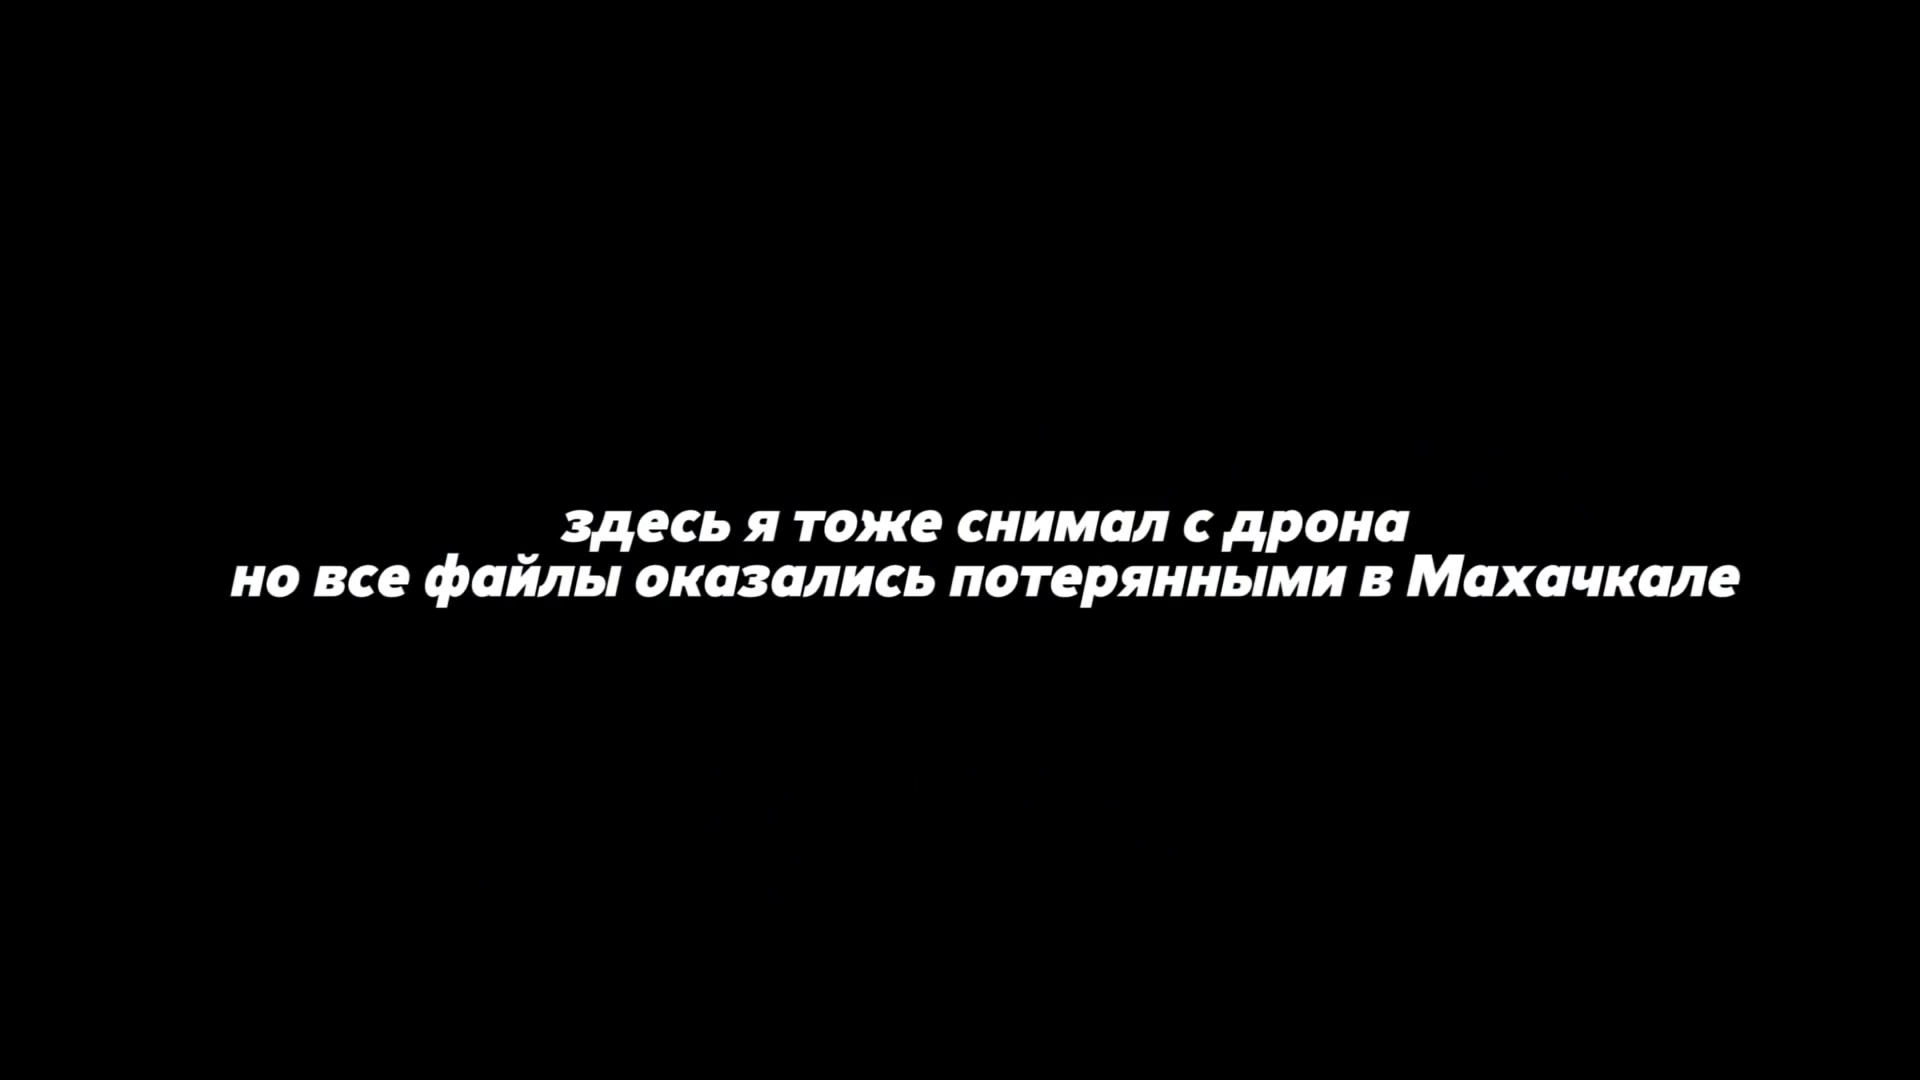 здесь я тоже снимал с дрона
но все файлы оказались потерянными в Махачкале